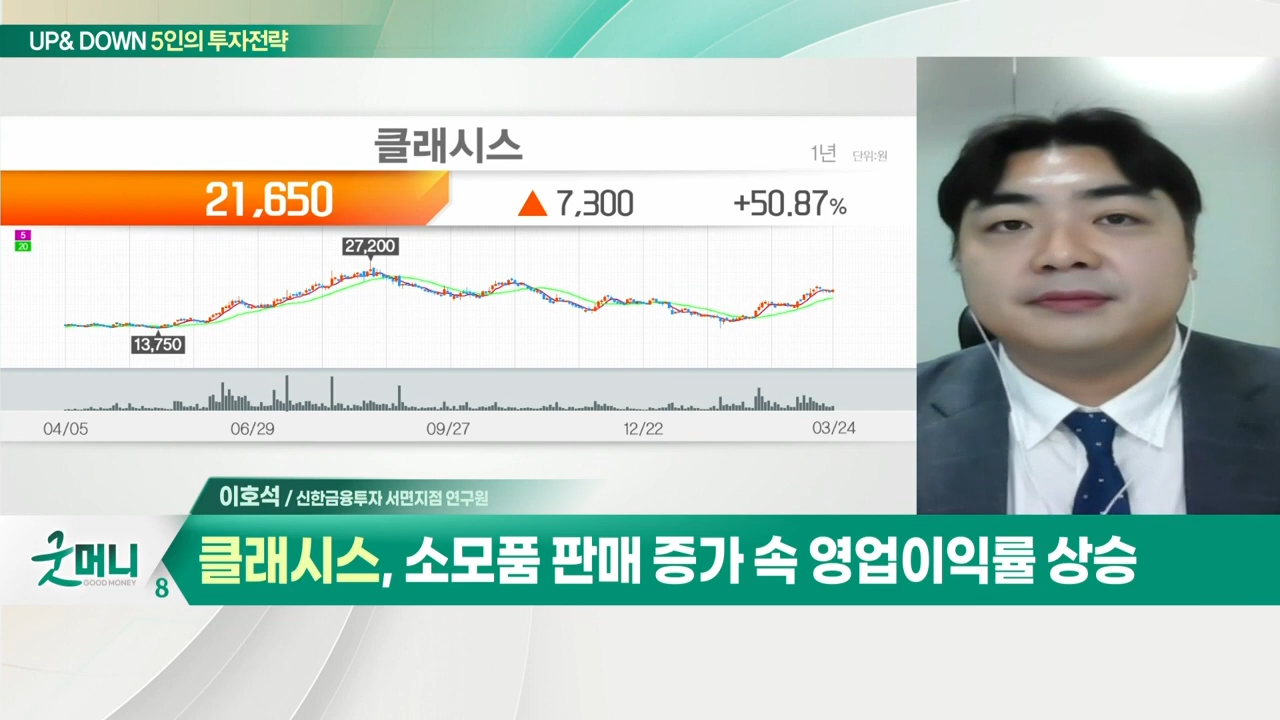 UP& DOWN 5인의 투자전략
클래시스
1년 단위:원
21,650 ▲ 7,300 +50.87%
5
20
27,200
13,750
04/05 06/29 09/27 12/22 03/24
이호석 / 신한금융투자 서면지점 연구원
굿머니
GOOD MONEY
8
클래시스, 소모품 판매 증가 속 영업이익률 상승